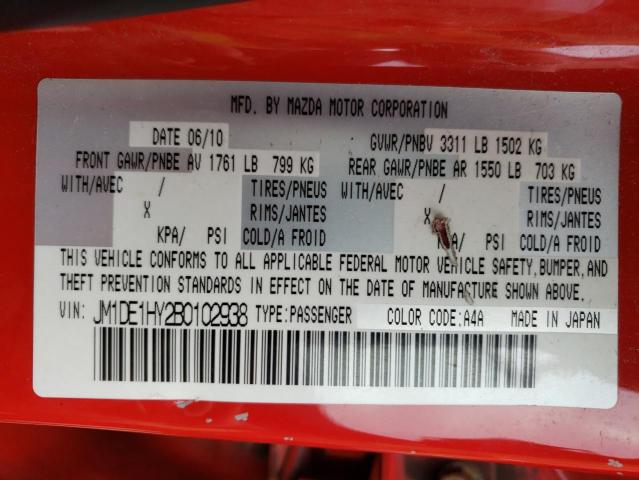 MFD. BY MAZDA MOTOR CORPORATION
DATE 06/10 GVWR/PNBV 3311 LB 1502 KG
FRONT GAWR/PNBE AV 1761 LB 799 KG REAR GAWR/PNBE AR 1550 LB 703 KG
WITH/AVEC / TIRES/PNEUS WITH/AVEC / TIRES/PNEUS
X RIMS/JANTES X RIMS/JANTES
KPA/ PSI COLD/A FROID KPA/ PSI COLD/A FROID
THIS VEHICLE CONFORMS TO ALL APPLICABLE FEDERAL MOTOR VEHICLE SAFETY, BUMPER, AND
THEFT PREVENTION STANDARDS IN EFFECT ON THE DATE OF MANUFACTURE SHOWN ABOVE.
VIN: JM1DE1HY2B0102938 TYPE: PASSENGER COLOR CODE: A4A MADE IN JAPAN